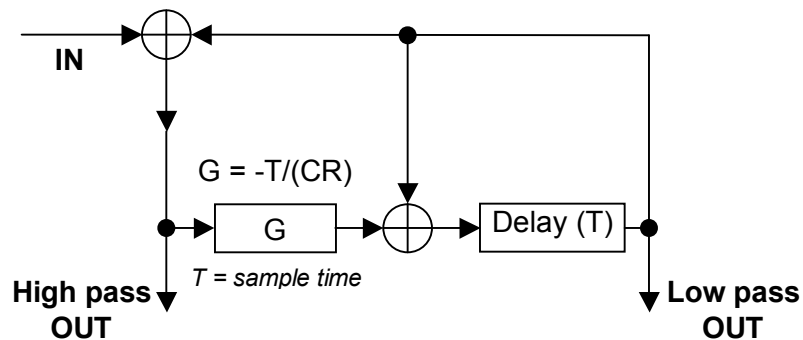 IN
G = -T/(CR)
G
Delay (T)
T = sample time
High pass
OUT
Low pass
OUT